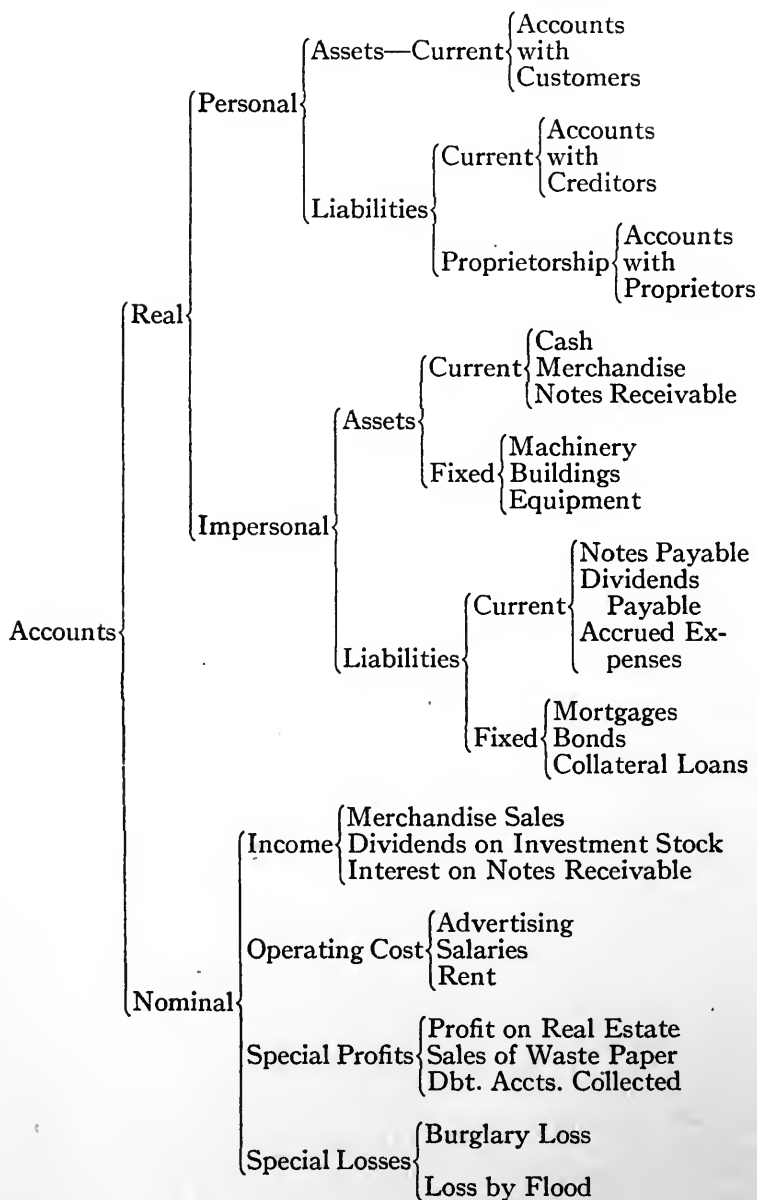 Accounts
Real
Personal
Assets—Current
Accounts
with
Customers
Liabilities
Current
Accounts
with
Creditors
Proprietorship
Accounts
with
Proprietors
Impersonal
Assets
Current
Cash
Merchandise
Notes Receivable
Fixed
Machinery
Buildings
Equipment
Liabilities
Current
Notes Payable
Dividends
Payable
Accrued Ex-
penses
Fixed
Mortgages
Bonds
Collateral Loans
Nominal
Income
Merchandise Sales
Dividends on Investment Stock
Interest on Notes Receivable
Operating Cost
Advertising
Salaries
Rent
Special Profits
Profit on Real Estate
Sales of Waste Paper
Dbt. Accts. Collected
Special Losses
Burglary Loss
Loss by Flood